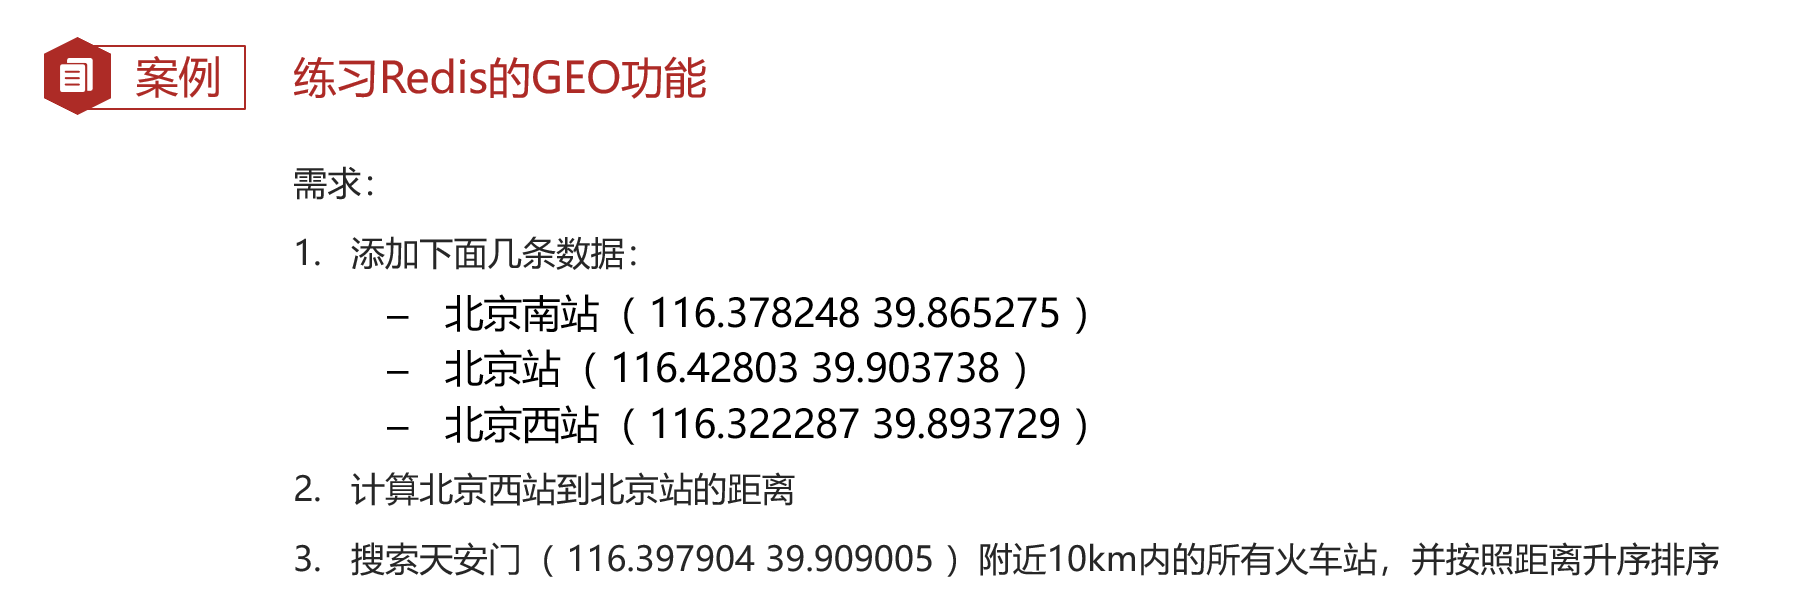 案例 练习Redis的GEO功能
需求：
1. 添加下面几条数据：
– 北京南站（ 116.378248 39.865275 ）
– 北京站（ 116.42803 39.903738 ）
– 北京西站（ 116.322287 39.893729 ）
2. 计算北京西站到北京站的距离
3. 搜索天安门（ 116.397904 39.909005 ）附近10km内的所有火车站，并按照距离升序排序